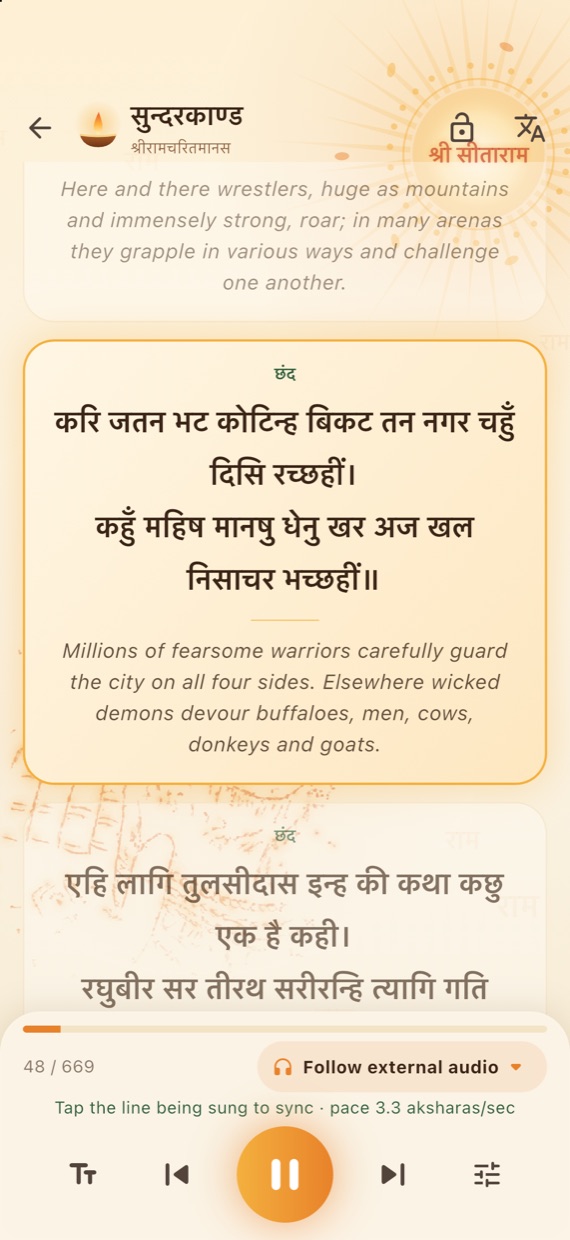 सुन्दरकाण्ड
श्रीरामचरितमानस
श्री सीताराम
Here and there wrestlers, huge as mountains
and immensely strong, roar; in many arenas
they grapple in various ways and challenge
one another.
राम
छंद
करि जतन भट कोटिन्ह बिकट तन नगर चहुँ
दिसि रच्छहीं।
कहुँ महिष मानषु धेनु खर अज खल
निसाचर भच्छहीं॥
Millions of fearsome warriors carefully guard
the city on all four sides. Elsewhere wicked
demons devour buffaloes, men, cows,
donkeys and goats.
छंद
राम
एहि लागि तुलसीदास इन्ह की कथा कछु
राम
एक है कही।
रघुबीर सर तीरथ सरीरन्हि त्यागि गति
48 / 669
Follow external audio
Tap the line being sung to sync · pace 3.3 aksharas/sec
TT